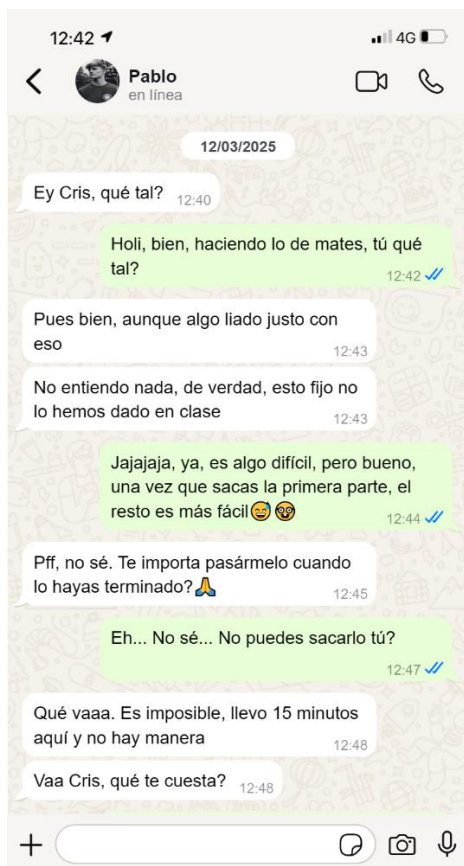 12:42
4G
Pablo
en línea
12/03/2025
Ey Cris, qué tal? 12:40
Holi, bien, haciendo lo de mates, tú qué
tal? 12:42
Pues bien, aunque algo liado justo con
eso 12:43
No entiendo nada, de verdad, esto fijo no
lo hemos dado en clase 12:43
Jajajaja, ya, es algo difícil, pero bueno,
una vez que sacas la primera parte, el
resto es más fácil😅🤓 12:44
Pff, no sé. Te importa pasármelo cuando
lo hayas terminado?🙏 12:45
Eh... No sé... No puedes sacarlo tú?
12:47
Qué vaaa. Es imposible, llevo 15 minutos
aquí y no hay manera 12:48
Vaa Cris, qué te cuesta? 12:48